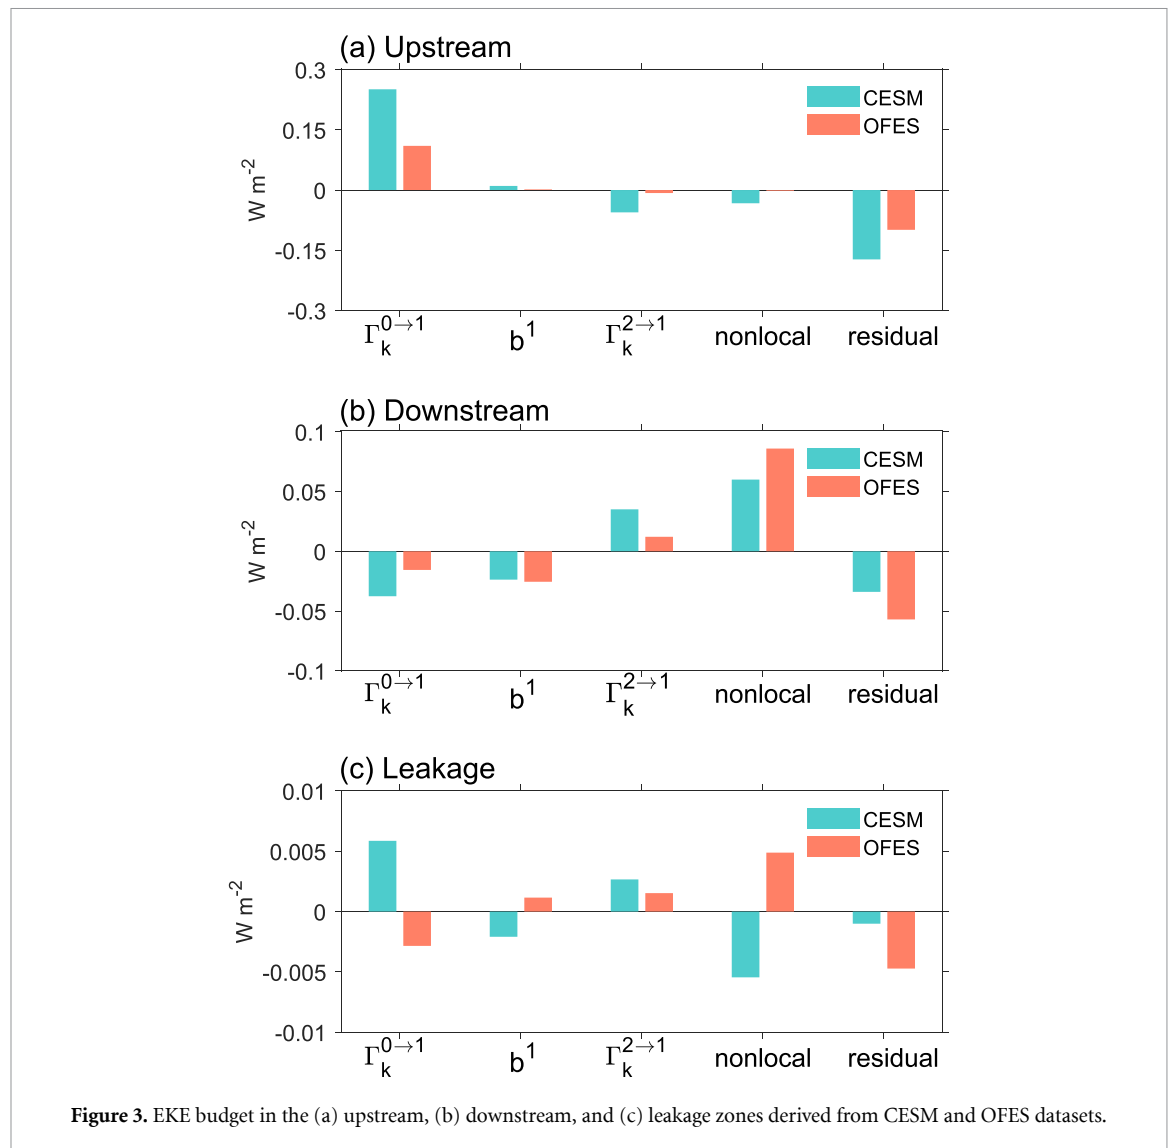 (a) Upstream
0.3
0.15
0
-0.15
-0.3
W m⁻²
CESM
OFES
Γₖ⁰→¹ b¹ Γₖ²→¹ nonlocal residual
(b) Downstream
0.1
0.05
0
-0.05
-0.1
W m⁻²
CESM
OFES
Γₖ⁰→¹ b¹ Γₖ²→¹ nonlocal residual
(c) Leakage
0.01
0.005
0
-0.005
-0.01
W m⁻²
CESM
OFES
Γₖ⁰→¹ b¹ Γₖ²→¹ nonlocal residual
Figure 3. EKE budget in the (a) upstream, (b) downstream, and (c) leakage zones derived from CESM and OFES datasets.